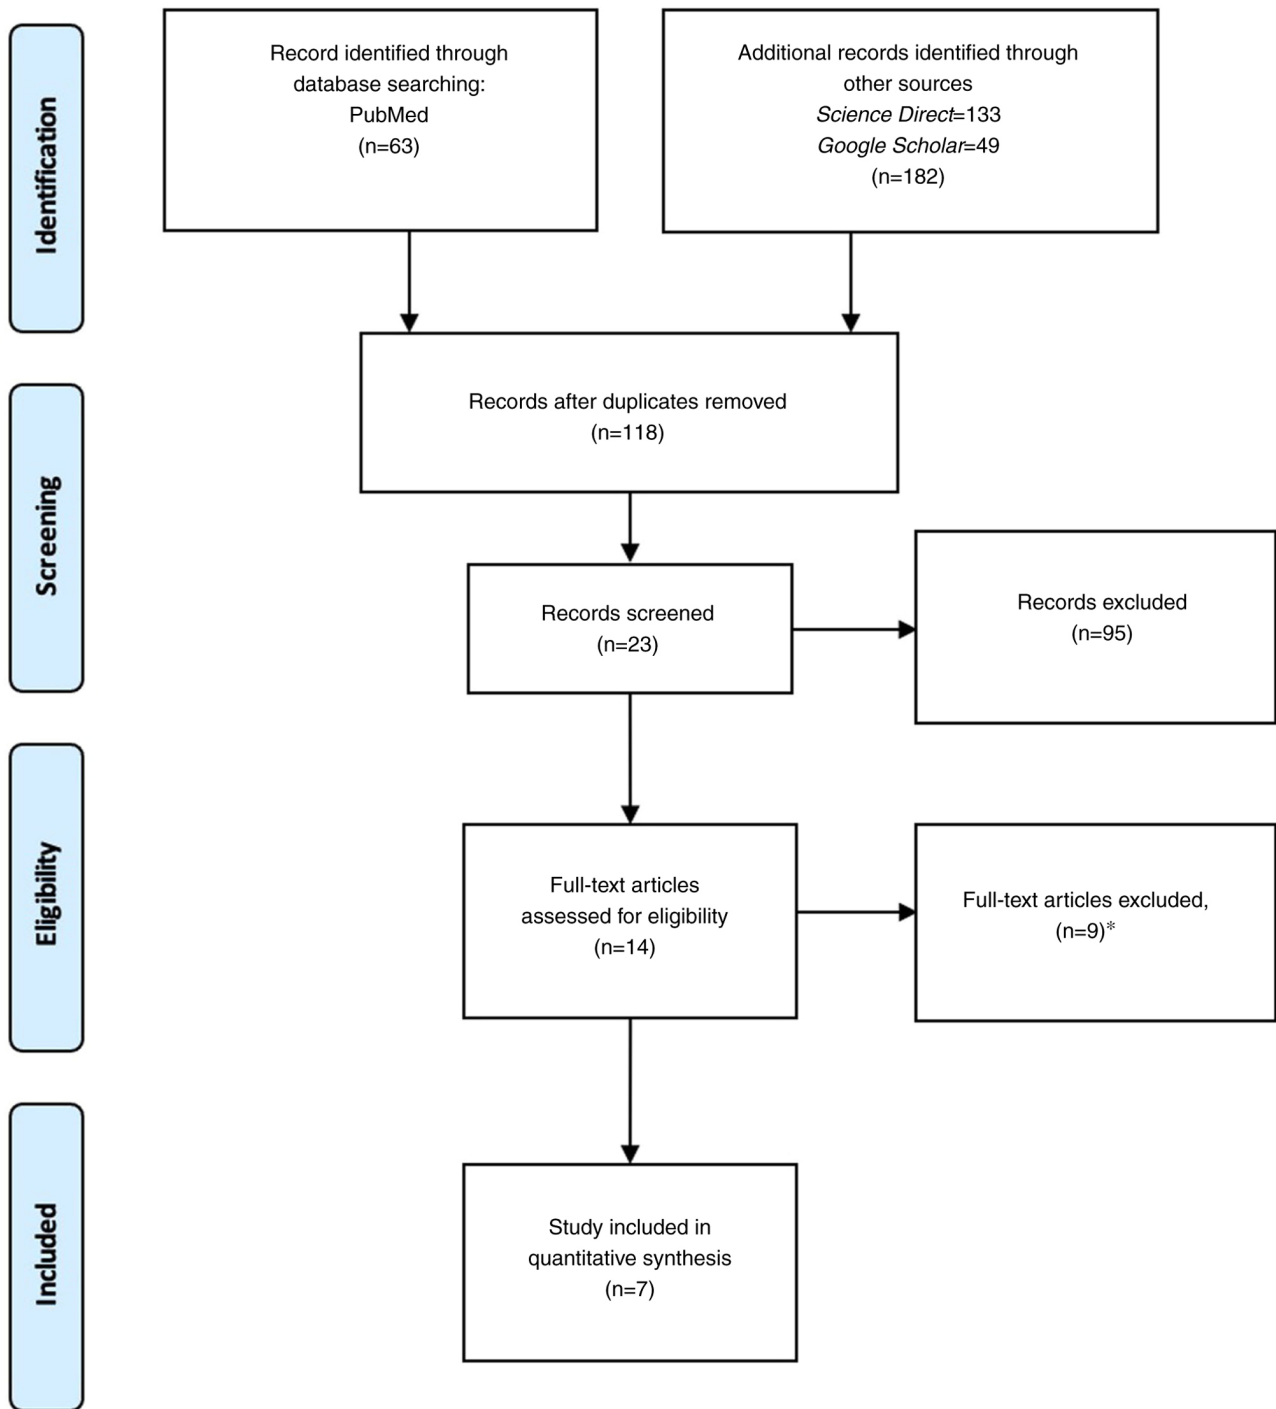 Identification
Record identified through
database searching:
PubMed
(n=63)
Additional records identified through
other sources
Science Direct=133
Google Scholar=49
(n=182)
Records after duplicates removed
(n=118)
Screening
Records screened
(n=23)
Records excluded
(n=95)
Eligibility
Full-text articles
assessed for eligibility
(n=14)
Full-text articles excluded,
(n=9)*
Included
Study included in
quantitative synthesis
(n=7)